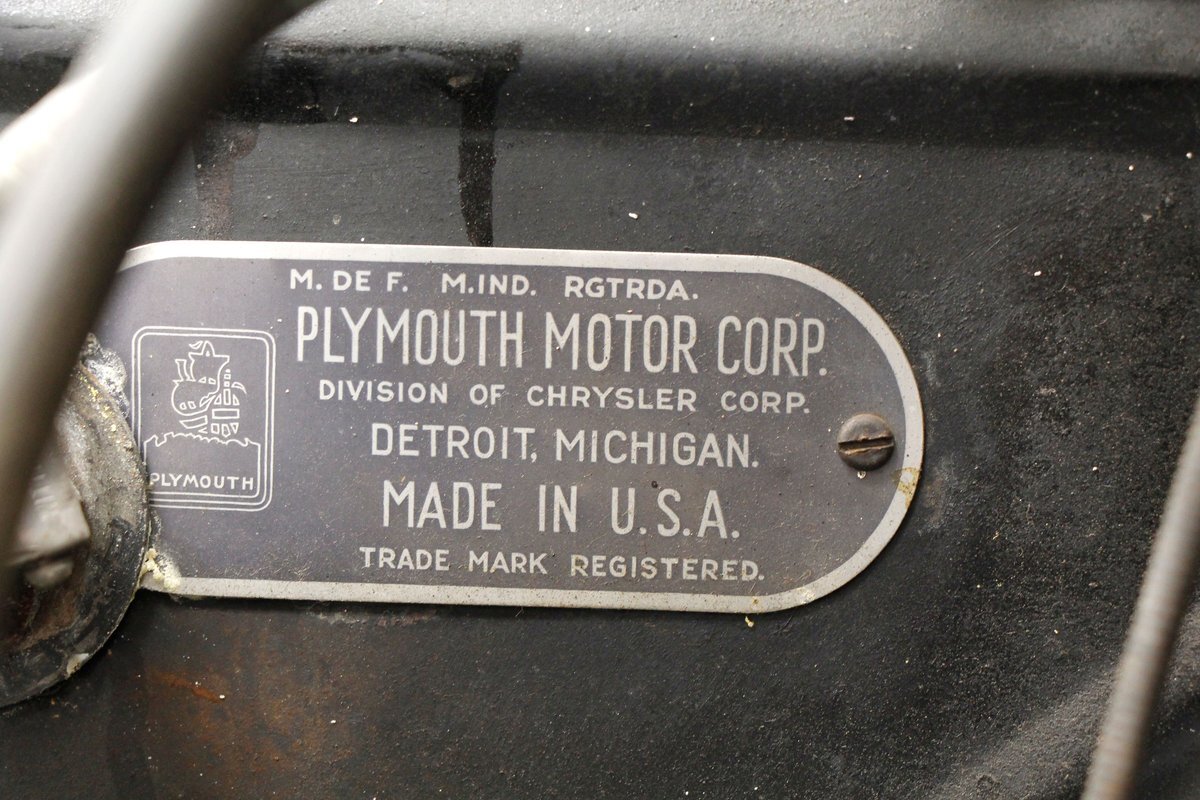 M. DE F. M.IND. RGTRDA.
PLYMOUTH MOTOR CORP.
DIVISION OF CHRYSLER CORP.
DETROIT, MICHIGAN.
MADE IN U.S.A.
TRADE MARK REGISTERED.
PLYMOUTH